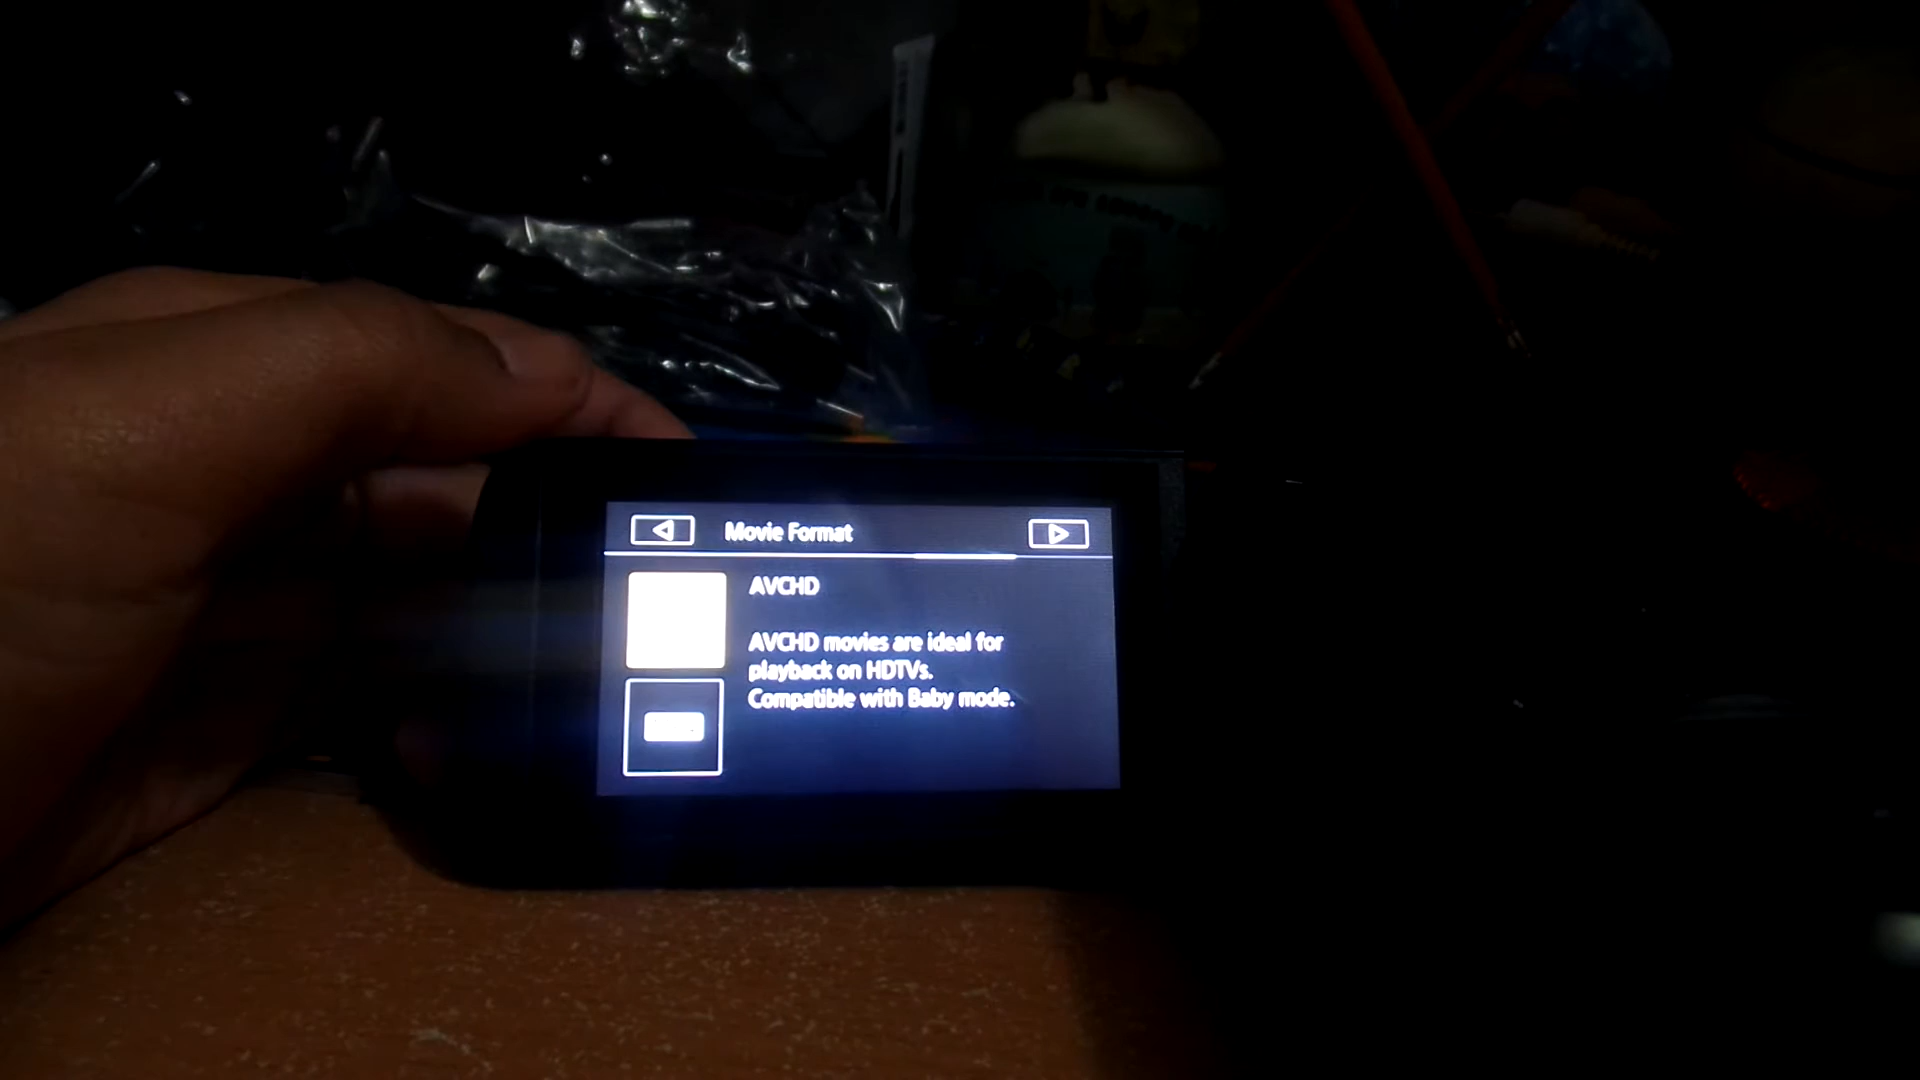 Movie Format
AVCHD
AVCHD movies are ideal for
playback on HDTVs.
Compatible with Baby mode.